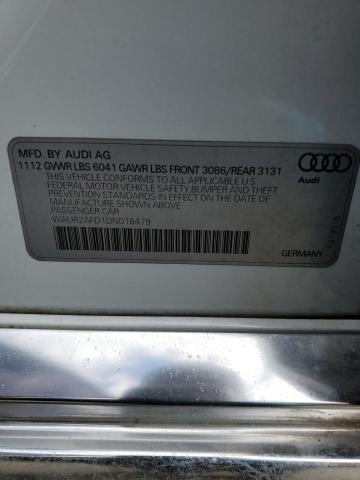 MFD. BY AUDI AG
1112 GVWR LBS 6041 GAWR LBS FRONT 3086/REAR 3131
THIS VEHICLE CONFORMS TO ALL APPLICABLE U.S
FEDERAL MOTOR VEHICLE SAFETY,BUMPER AND THEFT
PREVENTION STANDARDS IN EFFECT ON THE DATE OF
MANUFACTURE SHOWN ABOVE
PASSENGER CAR
WAUR2AFD1DN018479
Audi
GERMANY